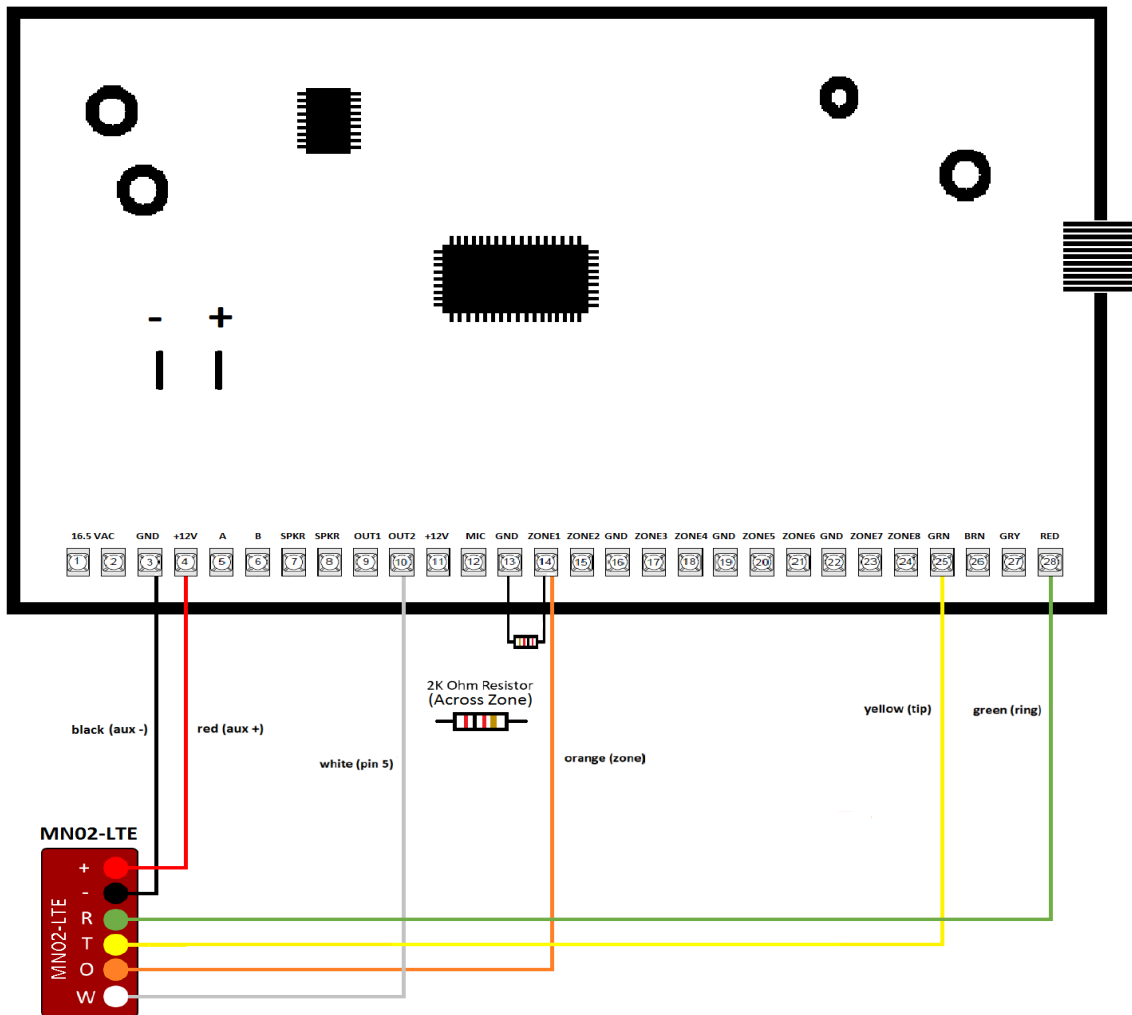 - +
16.5 VAC GND +12V A B SPKR SPKR OUT1 OUT2 +12V MIC GND ZONE1 ZONE2 GND ZONE3 ZONE4 GND ZONE5 ZONE6 GND ZONE7 ZONE8 GRN BRN GRY RED
1 2 3 4 5 6 7 8 9 10 11 12 13 14 15 16 17 18 19 20 21 22 23 24 25 26 27 28
2K Ohm Resistor
(Across Zone)
yellow (tip)
green (ring)
black (aux -)
red (aux +)
white (pin 5)
orange (zone)
MN02-LTE
MN02-LTE
+
-
R
T
O
W